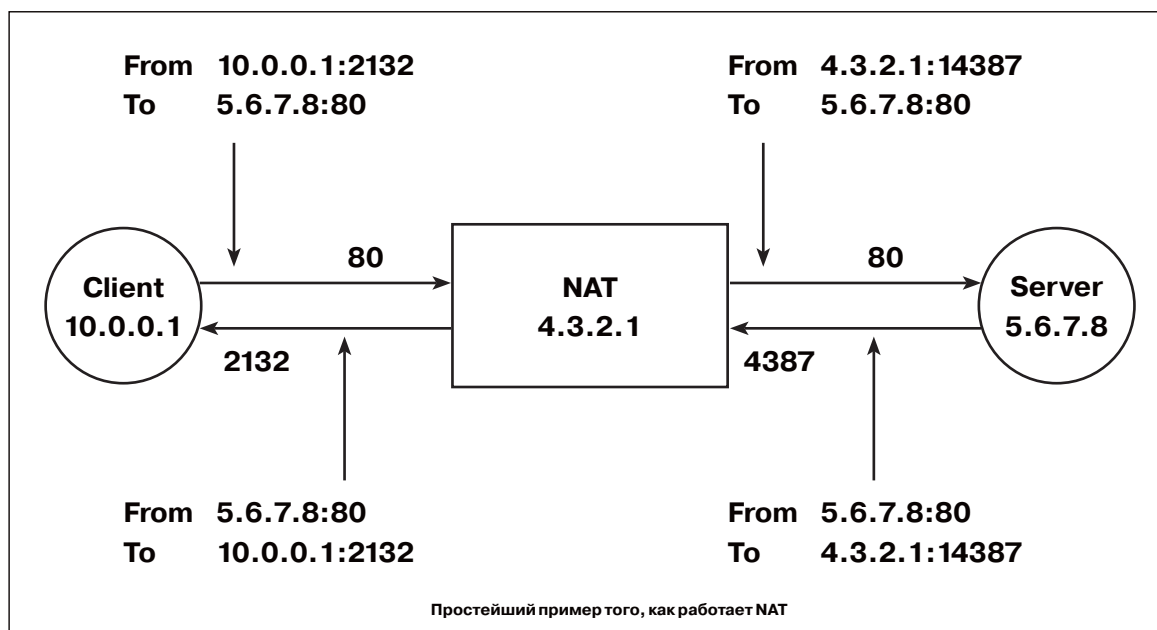 From 10.0.0.1:2132
To 5.6.7.8:80
From 4.3.2.1:14387
To 5.6.7.8:80
80
80
Client
10.0.0.1
NAT
4.3.2.1
Server
5.6.7.8
2132
4387
From 5.6.7.8:80
To 10.0.0.1:2132
From 5.6.7.8:80
To 4.3.2.1:14387
Простейший пример того, как работает NAT